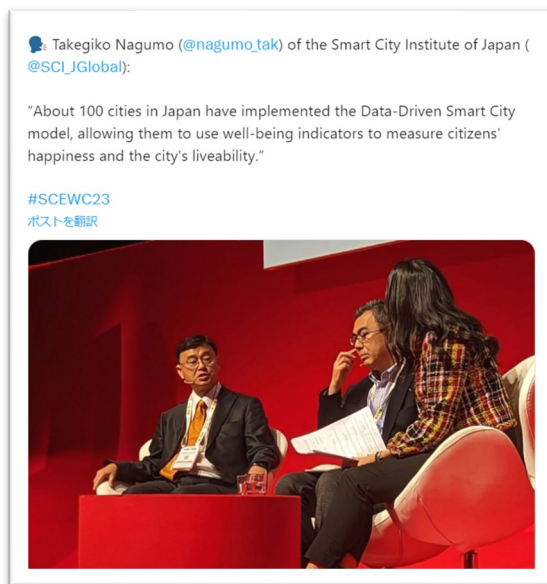 Takegiko Nagumo (@nagumo_tak) of the Smart City Institute of Japan (
@SCI_JGlobal):
“About 100 cities in Japan have implemented the Data-Driven Smart City
model, allowing them to use well-being indicators to measure citizens'
happiness and the city's liveability.”
#SCEWC23
ポストを翻訳